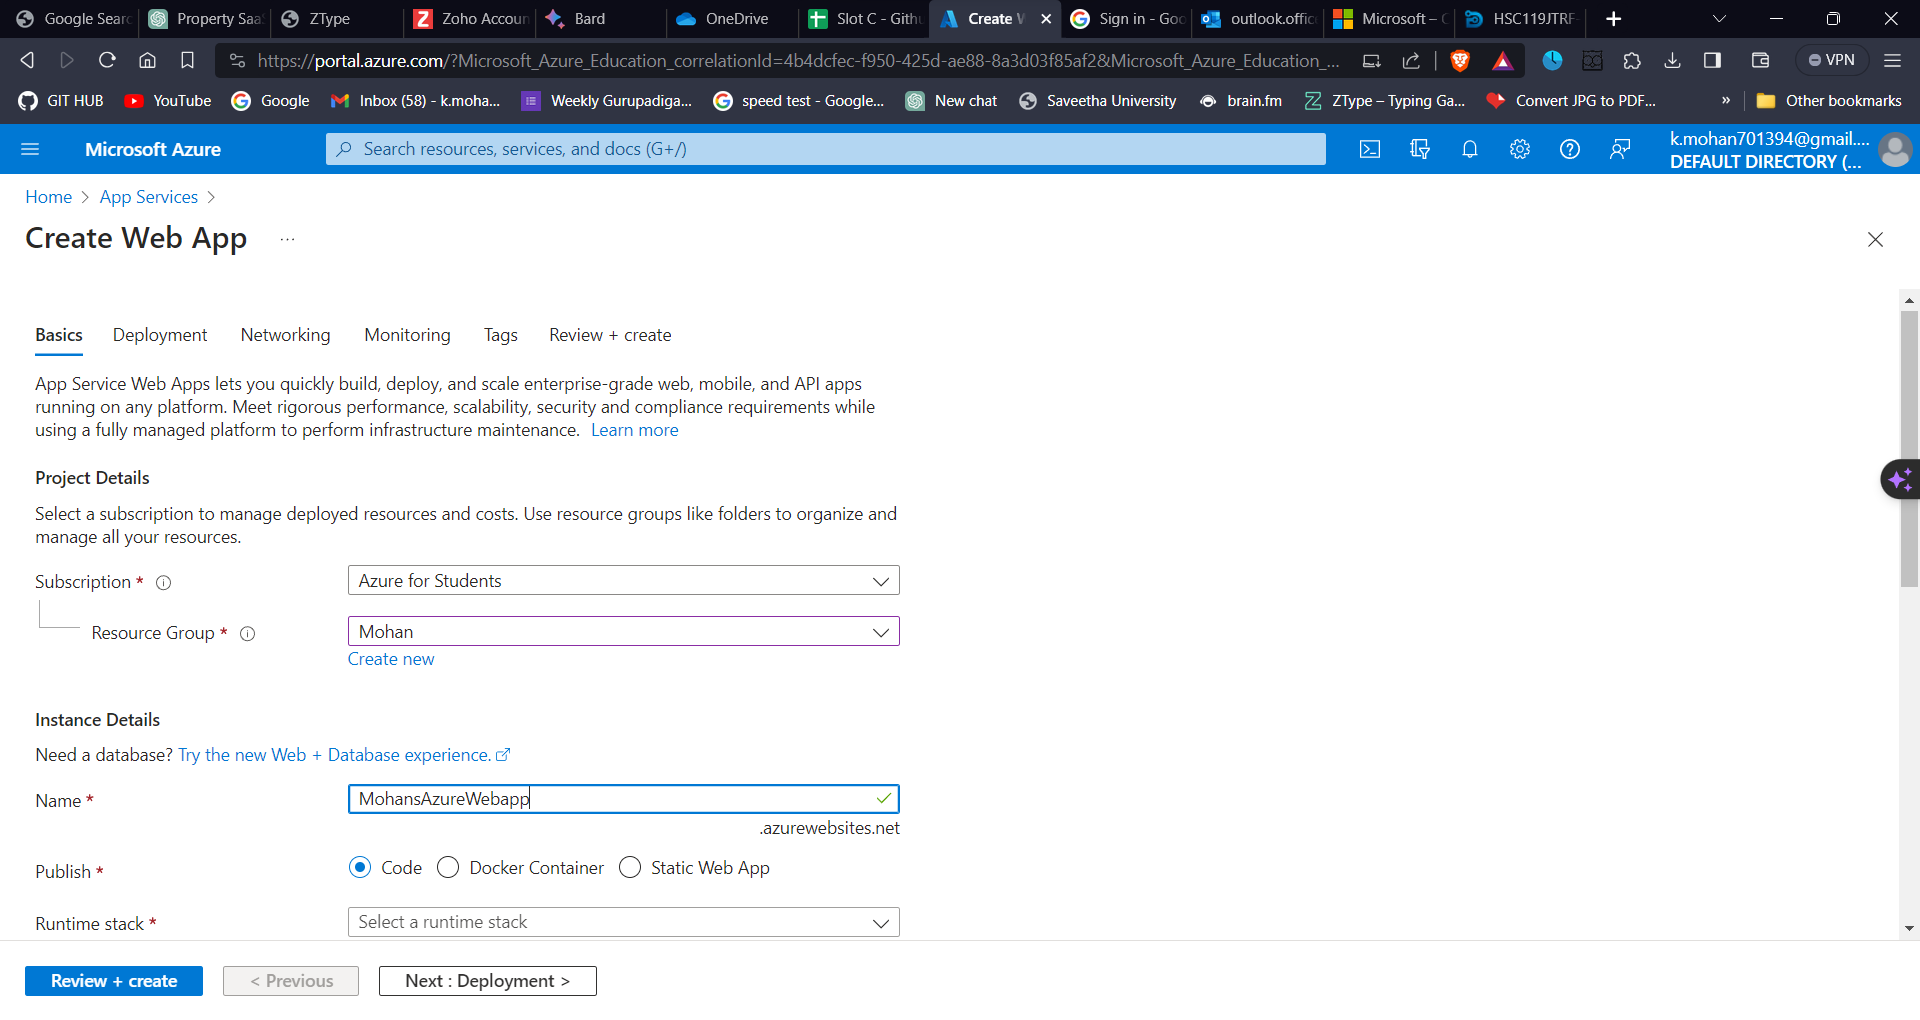 Google Searc
Property Saa
ZType
Zoho Accoun
Bard
OneDrive
Slot C - Gith
Create W
Sign in - Goo
outlook.offic
Microsoft – C
HSC119JTRF
https://portal.azure.com/?Microsoft_Azure_Education_correlationId=4b4dcfec-f950-425d-ae88-8a3d03f85af2&Microsoft_Azure_Education_...
VPN
GIT HUB
YouTube
Google
Inbox (58) - k.moha...
Weekly Gurupadiga...
speed test - Google...
New chat
Saveetha University
brain.fm
ZType – Typing Ga...
Convert JPG to PDF...
»
Other bookmarks
Microsoft Azure
Search resources, services, and docs (G+/)
k.mohan701394@gmail....
DEFAULT DIRECTORY (...
Home > App Services >
Create Web App ...
Basics Deployment Networking Monitoring Tags Review + create
App Service Web Apps lets you quickly build, deploy, and scale enterprise-grade web, mobile, and API apps
running on any platform. Meet rigorous performance, scalability, security and compliance requirements while
using a fully managed platform to perform infrastructure maintenance. Learn more
Project Details
Select a subscription to manage deployed resources and costs. Use resource groups like folders to organize and
manage all your resources.
Subscription *
Azure for Students
Resource Group *
Mohan
Create new
Instance Details
Need a database? Try the new Web + Database experience.
Name *
MohansAzureWebapp
.azurewebsites.net
Publish *
Code Docker Container Static Web App
Runtime stack *
Select a runtime stack
Review + create
< Previous
Next : Deployment >